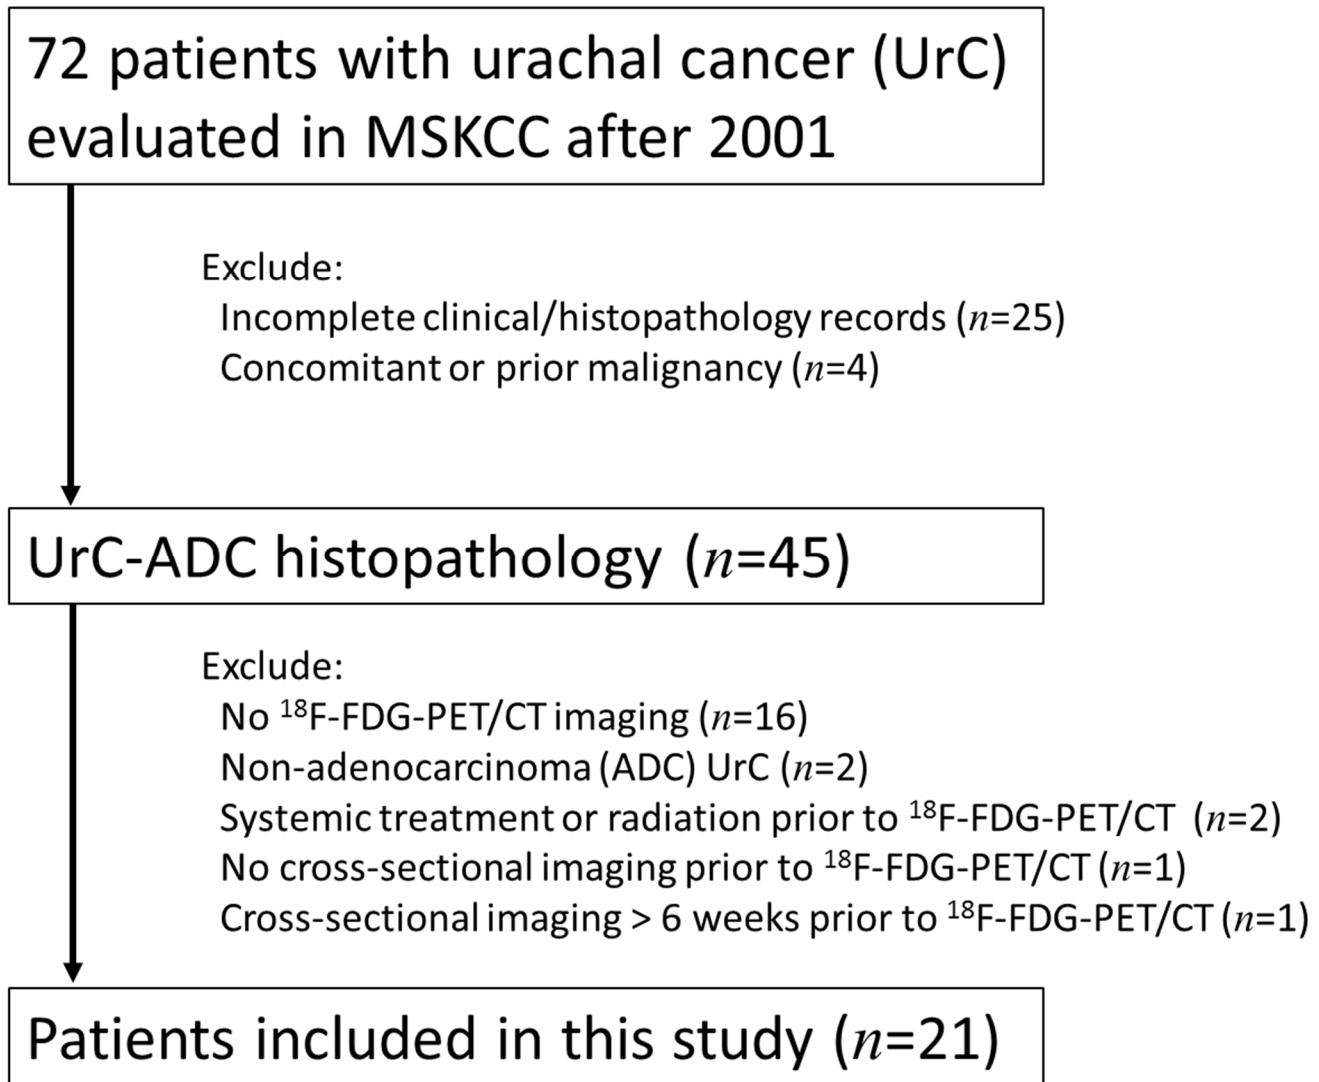 72 patients with urachal cancer (UrC)
evaluated in MSKCC after 2001
Exclude:
Incomplete clinical/histopathology records (n=25)
Concomitant or prior malignancy (n=4)
UrC-ADC histopathology (n=45)
Exclude:
No ¹⁸F-FDG-PET/CT imaging (n=16)
Non-adenocarcinoma (ADC) UrC (n=2)
Systemic treatment or radiation prior to ¹⁸F-FDG-PET/CT (n=2)
No cross-sectional imaging prior to ¹⁸F-FDG-PET/CT (n=1)
Cross-sectional imaging > 6 weeks prior to ¹⁸F-FDG-PET/CT (n=1)
Patients included in this study (n=21)